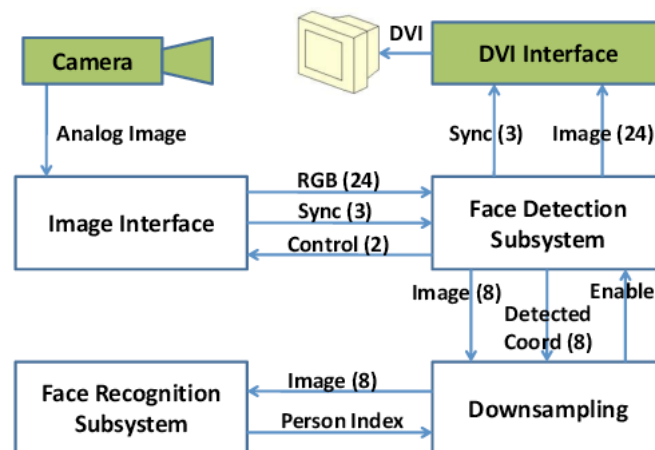 DVI
Camera
DVI Interface
Analog Image
Sync (3)
Image (24)
RGB (24)
Image Interface
Sync (3)
Face Detection
Subsystem
Control (2)
Image (8)
Enable
Detected
Coord (8)
Face Recognition
Subsystem
Image (8)
Person Index
Downsampling